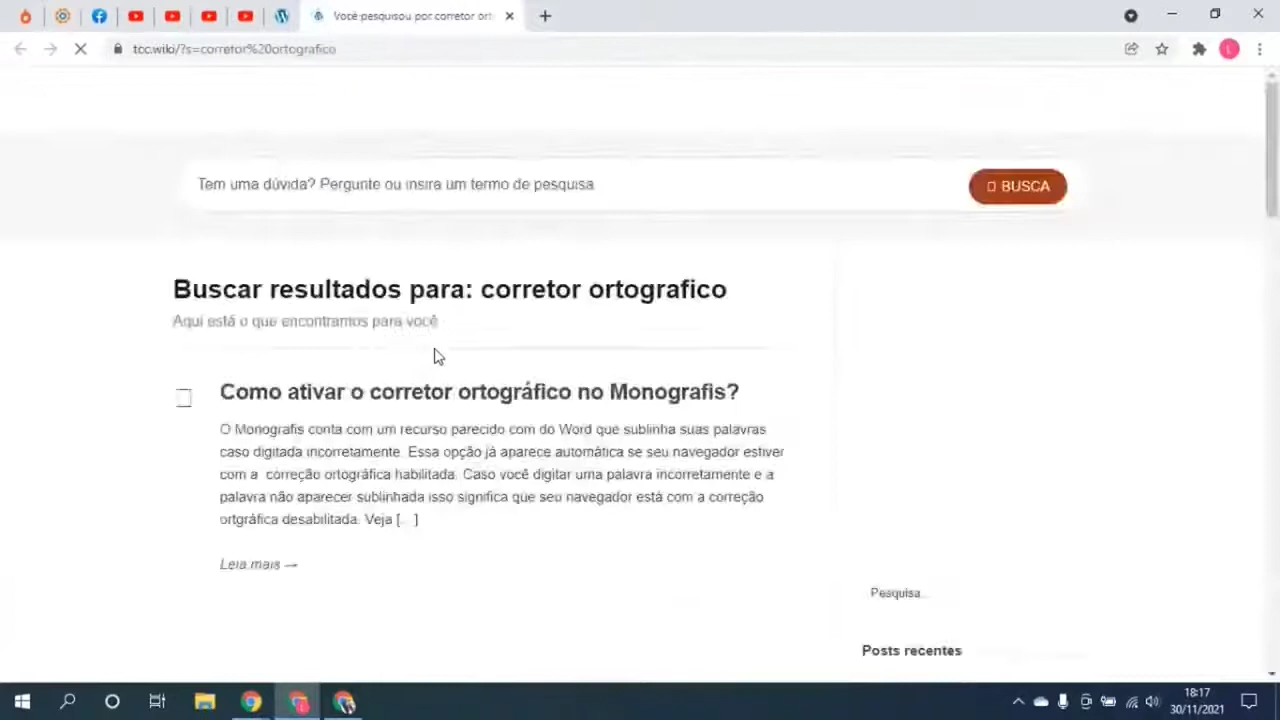 Você pesquisou por corretor ort
tcc.wiki/?s=corretor%20ortografico
Tem uma dúvida? Pergunte ou insira um termo de pesquisa
BUSCA
Buscar resultados para: corretor ortografico
Aqui está o que encontramos para você
Como ativar o corretor ortográfico no Monografis?
O Monografis conta com um recurso parecido com do Word que sublinha suas palavras
caso digitada incorretamente. Essa opção já aparece automática se seu navegador estiver
com a correção ortográfica habilitada. Caso você digitar uma palavra incorretamente e a
palavra não aparecer sublinhada isso significa que seu navegador está com a correção
ortgráfica desabilitada. Veja [...]
Leia mais →
Pesquisa...
Posts recentes
18:17
30/11/2021